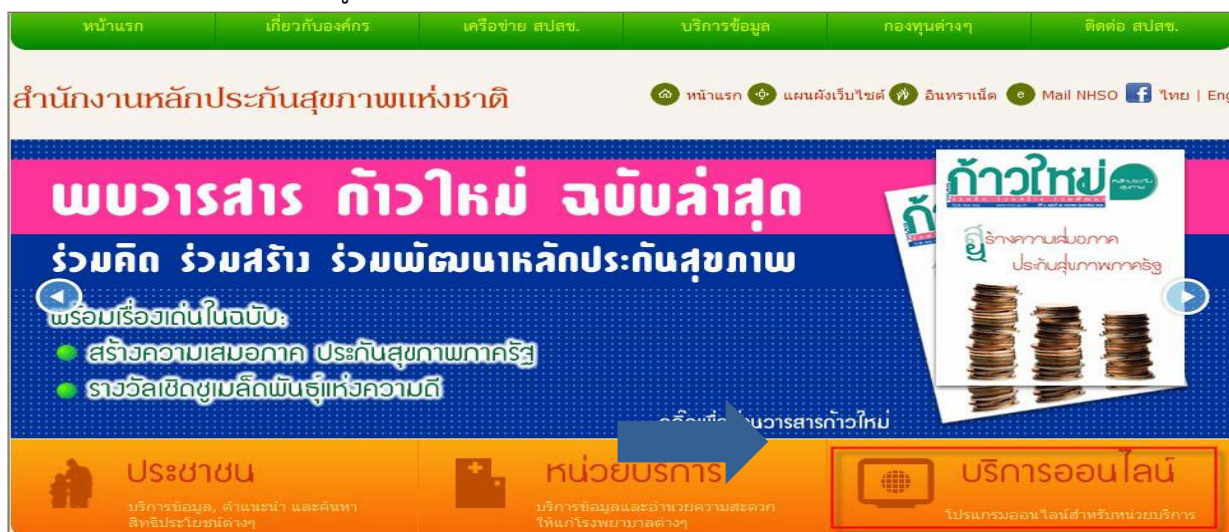 หน้าแรก เกี่ยวกับองค์กร เครือข่าย สปสช. บริการข้อมูล กองทุนต่างๆ ติดต่อ สปสช.
สำนักงานหลักประกันสุขภาพแห่งชาติ
หน้าแรก แผนผังเว็บไซต์ อินทราเน็ต Mail NHSO ไทย | Eng
พบวารสาร ก้าวใหม่ ฉบับล่าสุด
ร่วมคิด ร่วมสร้าง ร่วมพัฒนาหลักประกันสุขภาพ
พร้อมเรื่องเด่นในฉบับ:
สร้างความเสมอภาค ประกันสุขภาพภาครัฐ
รางวัลเชิดชูเมล็ดพันธุ์แห่งความดี
ก้าวใหม่
สร้างความเสมอภาค
ประกันสุขภาพภาครัฐ
วารสารก้าวใหม่
ประชาชน
บริการข้อมูล, คำแนะนำ และค้นหา
สิทธิประโยชน์ต่างๆ
หน่วยบริการ
บริการข้อมูลและอำนวยความสะดวก
ให้แก่โรงพยาบาลต่างๆ
บริการออนไลน์
โปรแกรมออนไลน์สำหรับหน่วยบริการ